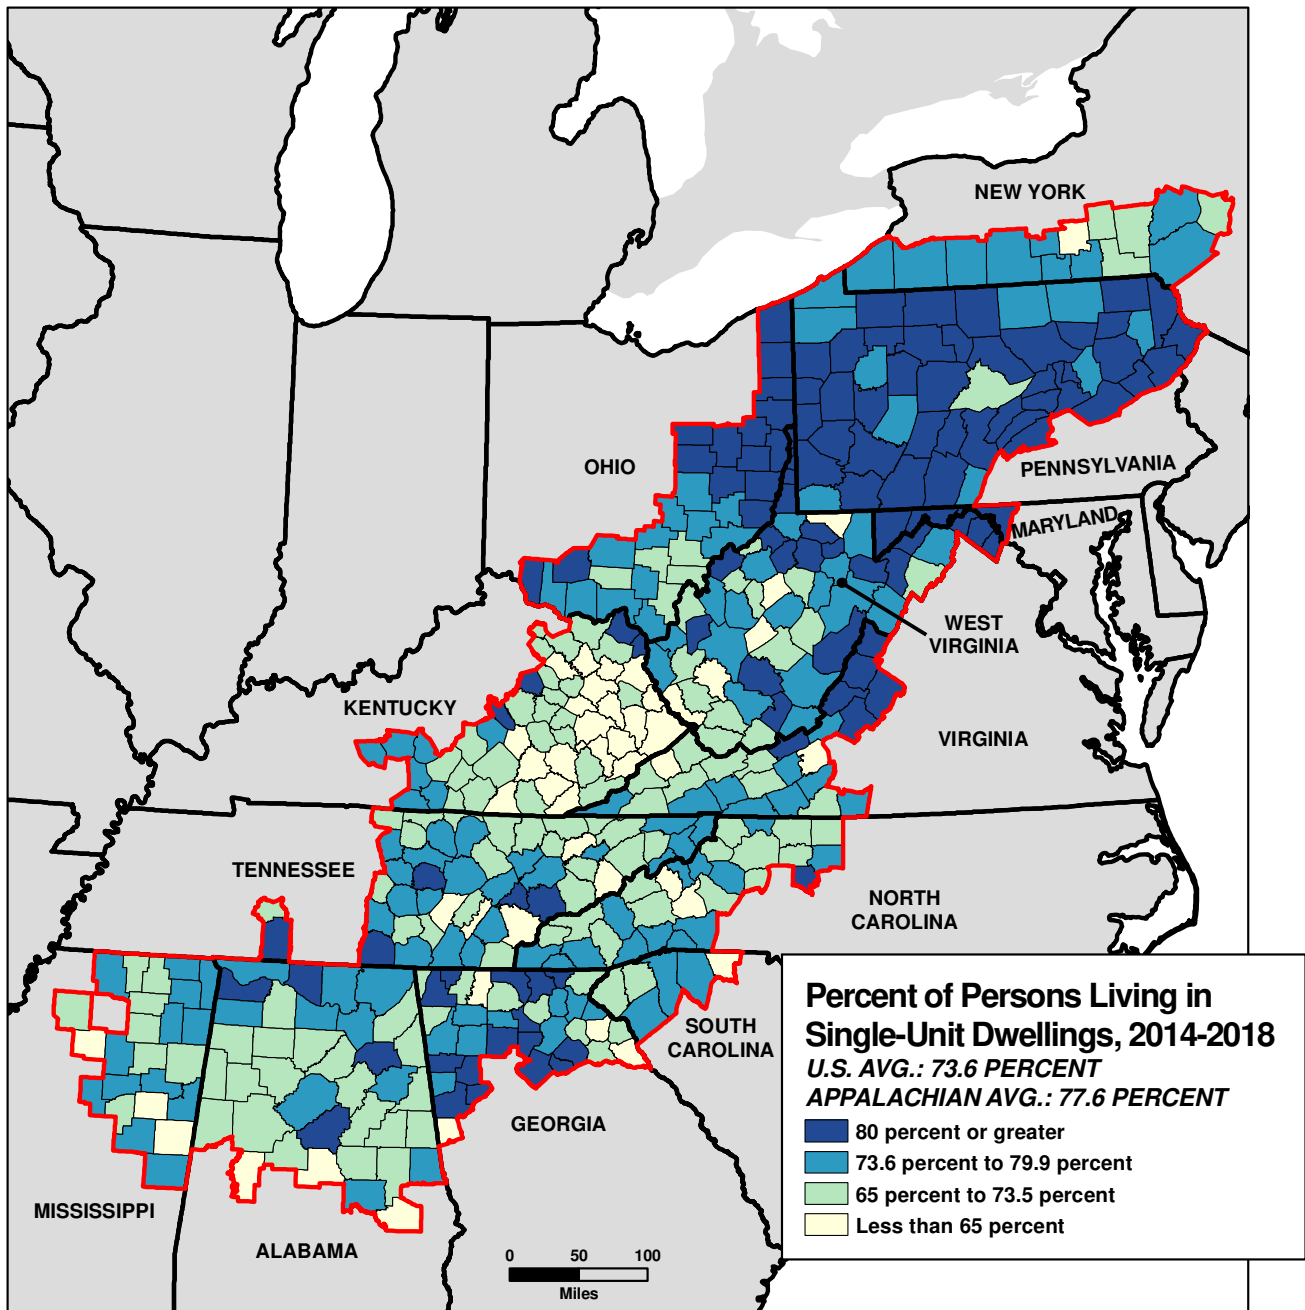 NEW YORK
OHIO
PENNSYLVANIA
MARYLAND
WEST
VIRGINIA
KENTUCKY
VIRGINIA
TENNESSEE
NORTH
CAROLINA
SOUTH
CAROLINA
GEORGIA
MISSISSIPPI
ALABAMA
0 50 100
Miles
Percent of Persons Living in
Single-Unit Dwellings, 2014-2018
U.S. AVG.: 73.6 PERCENT
APPALACHIAN AVG.: 77.6 PERCENT
80 percent or greater
73.6 percent to 79.9 percent
65 percent to 73.5 percent
Less than 65 percent